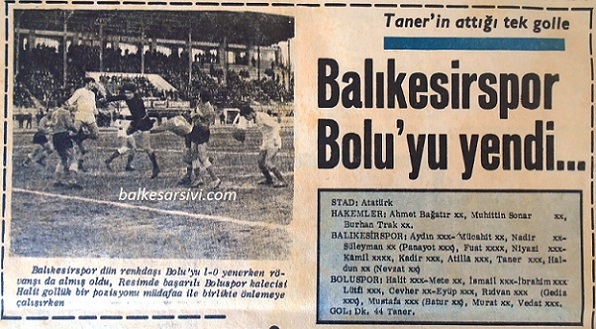 Taner'in attığı tek golle
Balıkesirspor
Bolu'yu yendi...
balkesarsivi.com
Balıkesirspor dün renkdaşı Bolu'yu 1-0 yenerken rö-
vanşı da almış oldu, Resimde başarılı Boluspor kalecisi
Halit gollük bir pozisyonu müdafaa ile birlikte önlemeye
çalışırken
STAD: Atatürk
HAKEMLER: Ahmet Bağatır xx, Muhittin Sonar xx,
Burhan Trak xx.
BALIKESİRSPOR: Aydın xxx- Mücahit xx, Nadir xx-
Süleyman xx (Panayot xxx), Fuat xxxx, Niyazi xxx-
Kâmil xxxx, Kadir xxx, Atillâ xxx, Taner xxx, Hal-
dun xx (Nevzat xx)
BOLUSPOR: Halit xxx-Mete xx, İsmail xxx-İbrahim xxx
Lütfi xxx, Cevher xx-Eyüp xxx, Rıdvan xxx (Gediz
xxx), Mustafa xxx (Batur xx), Murat xx, Vedat xxx.
GOL: Dk. 44 Taner.